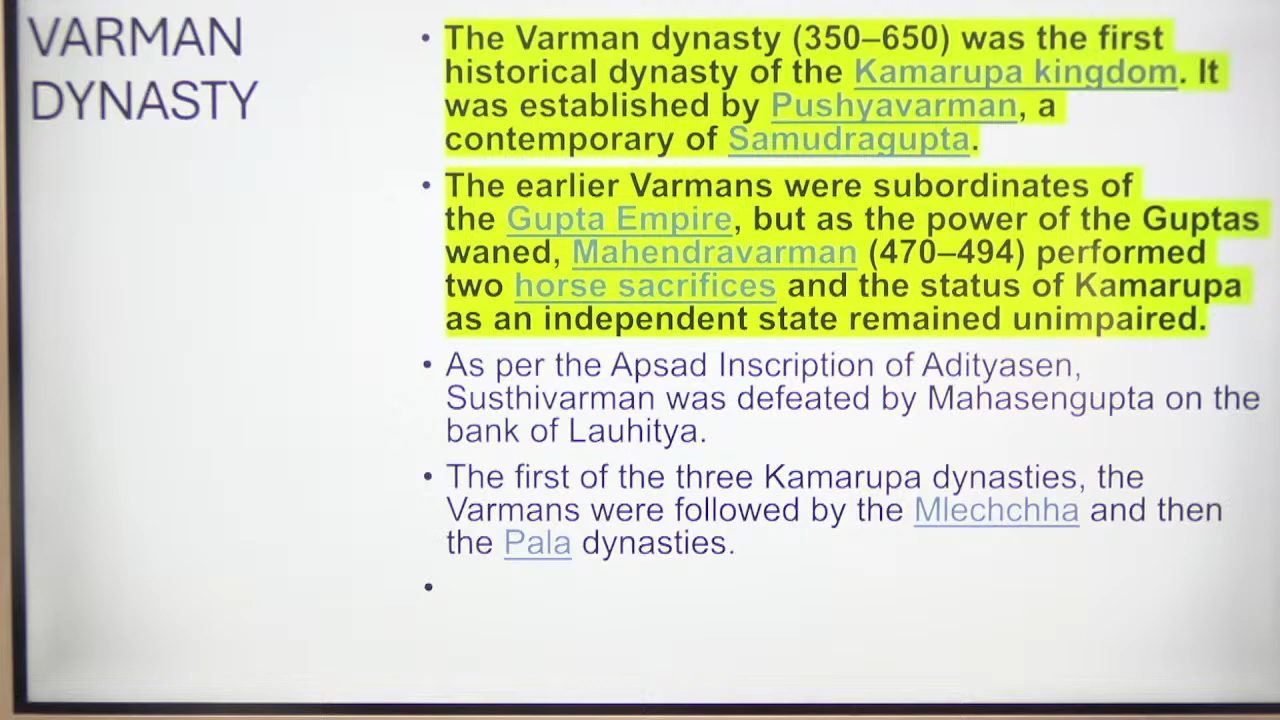 VARMAN
DYNASTY
• The Varman dynasty (350–650) was the first
historical dynasty of the Kamarupa kingdom. It
was established by Pushyavarman, a
contemporary of Samudragupta.
• The earlier Varmans were subordinates of
the Gupta Empire, but as the power of the Guptas
waned, Mahendravarman (470–494) performed
two horse sacrifices and the status of Kamarupa
as an independent state remained unimpaired.
• As per the Apsad Inscription of Adityasen,
Susthivarman was defeated by Mahasengupta on the
bank of Lauhitya.
• The first of the three Kamarupa dynasties, the
Varmans were followed by the Mlechchha and then
the Pala dynasties.
•